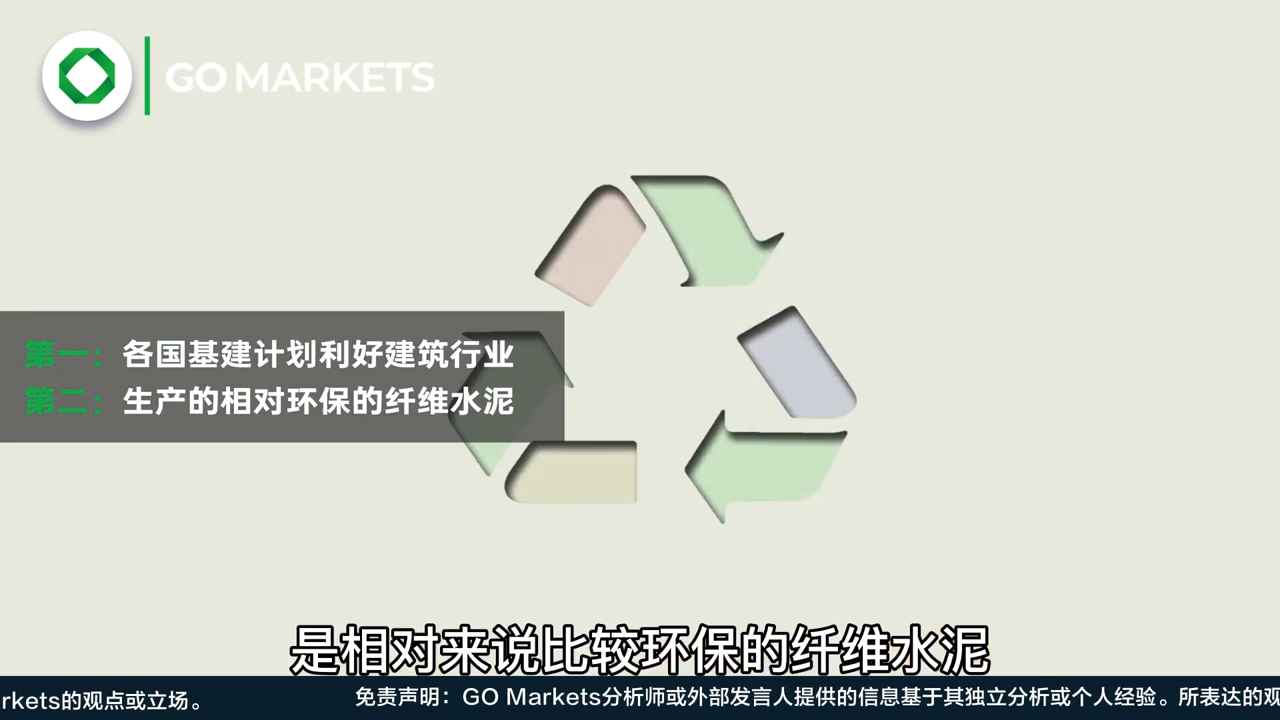 GO MARKETS
第一：各国基建计划利好建筑行业
第二：生产的相对环保的纤维水泥
是相对来说比较环保的纤维水泥
rkets的观点或立场。 免责声明：GO Markets分析师或外部发言人提供的信息基于其独立分析或个人经验。所表达的观